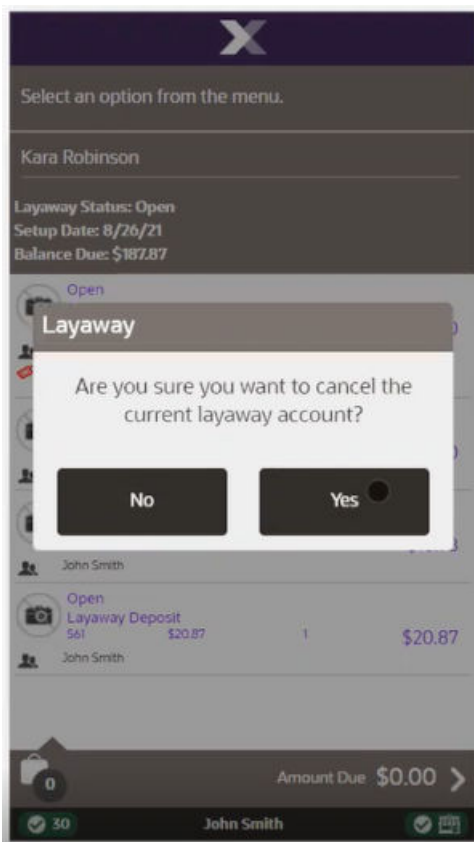 Select an option from the menu.
Kara Robinson
Layaway Status: Open
Setup Date: 8/26/21
Balance Due: $187.87
Open
Layaway
Are you sure you want to cancel the
current layaway account?
No Yes
John Smith
Open
Layaway Deposit
561 $20.87 1 $20.87
John Smith
0 Amount Due $0.00
30 John Smith